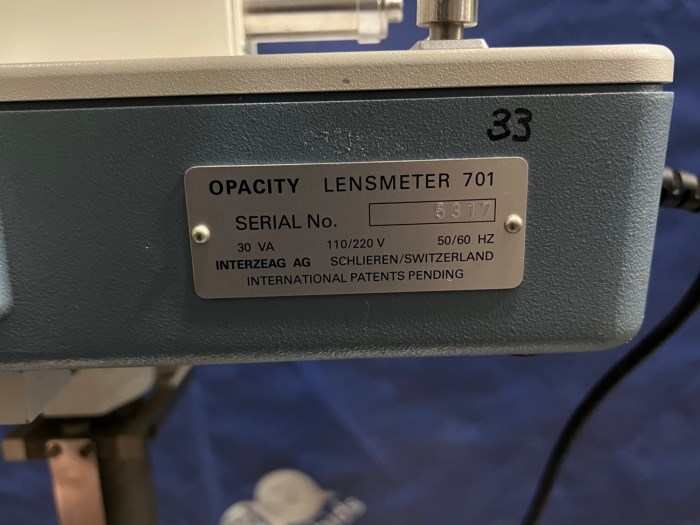 33
OPACITY LENSMETER 701
SERIAL No. 5317
30 VA 110/220 V 50/60 HZ
INTERZEAG AG SCHLIEREN/SWITZERLAND
INTERNATIONAL PATENTS PENDING